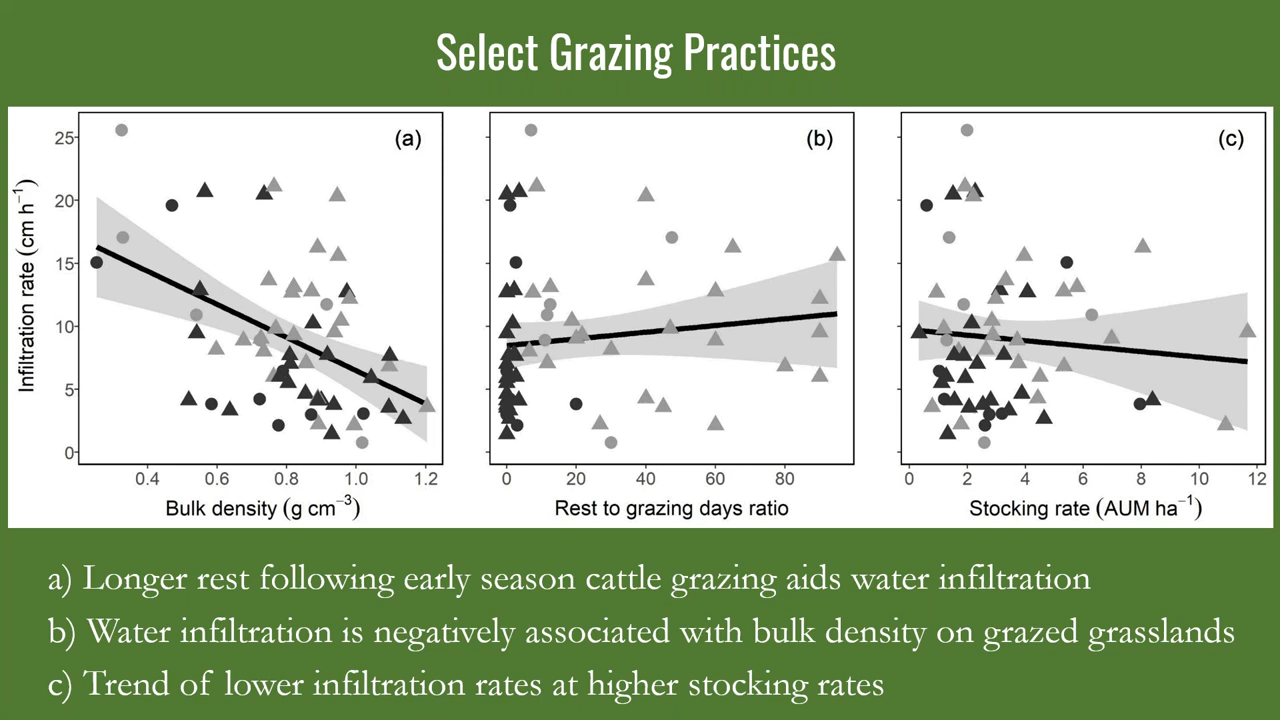 Select Grazing Practices
Infiltration rate (cm h⁻¹)
25
20
15
10
5
0
(a)
0.4 0.6 0.8 1.0 1.2
Bulk density (g cm⁻³)
(b)
0 20 40 60 80
Rest to grazing days ratio
(c)
0 2 4 6 8 10 12
Stocking rate (AUM ha⁻¹)
a) Longer rest following early season cattle grazing aids water infiltration
b) Water infiltration is negatively associated with bulk density on grazed grasslands
c) Trend of lower infiltration rates at higher stocking rates